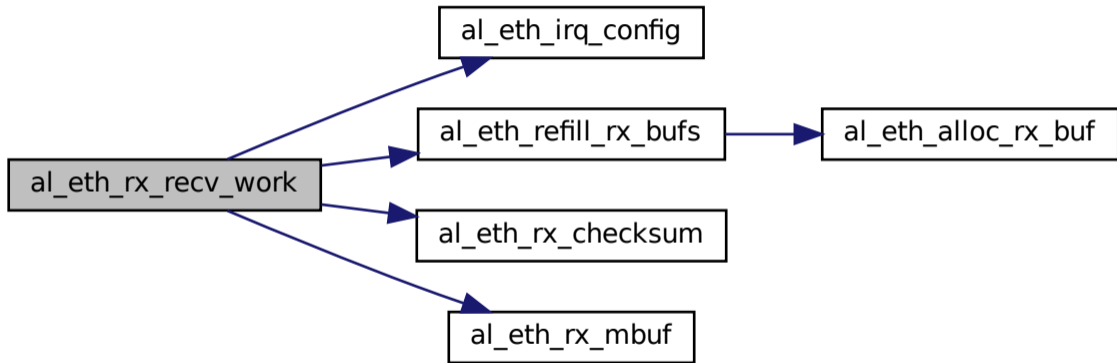 al_eth_irq_config
al_eth_refill_rx_bufs
al_eth_alloc_rx_buf
al_eth_rx_recv_work
al_eth_rx_checksum
al_eth_rx_mbuf